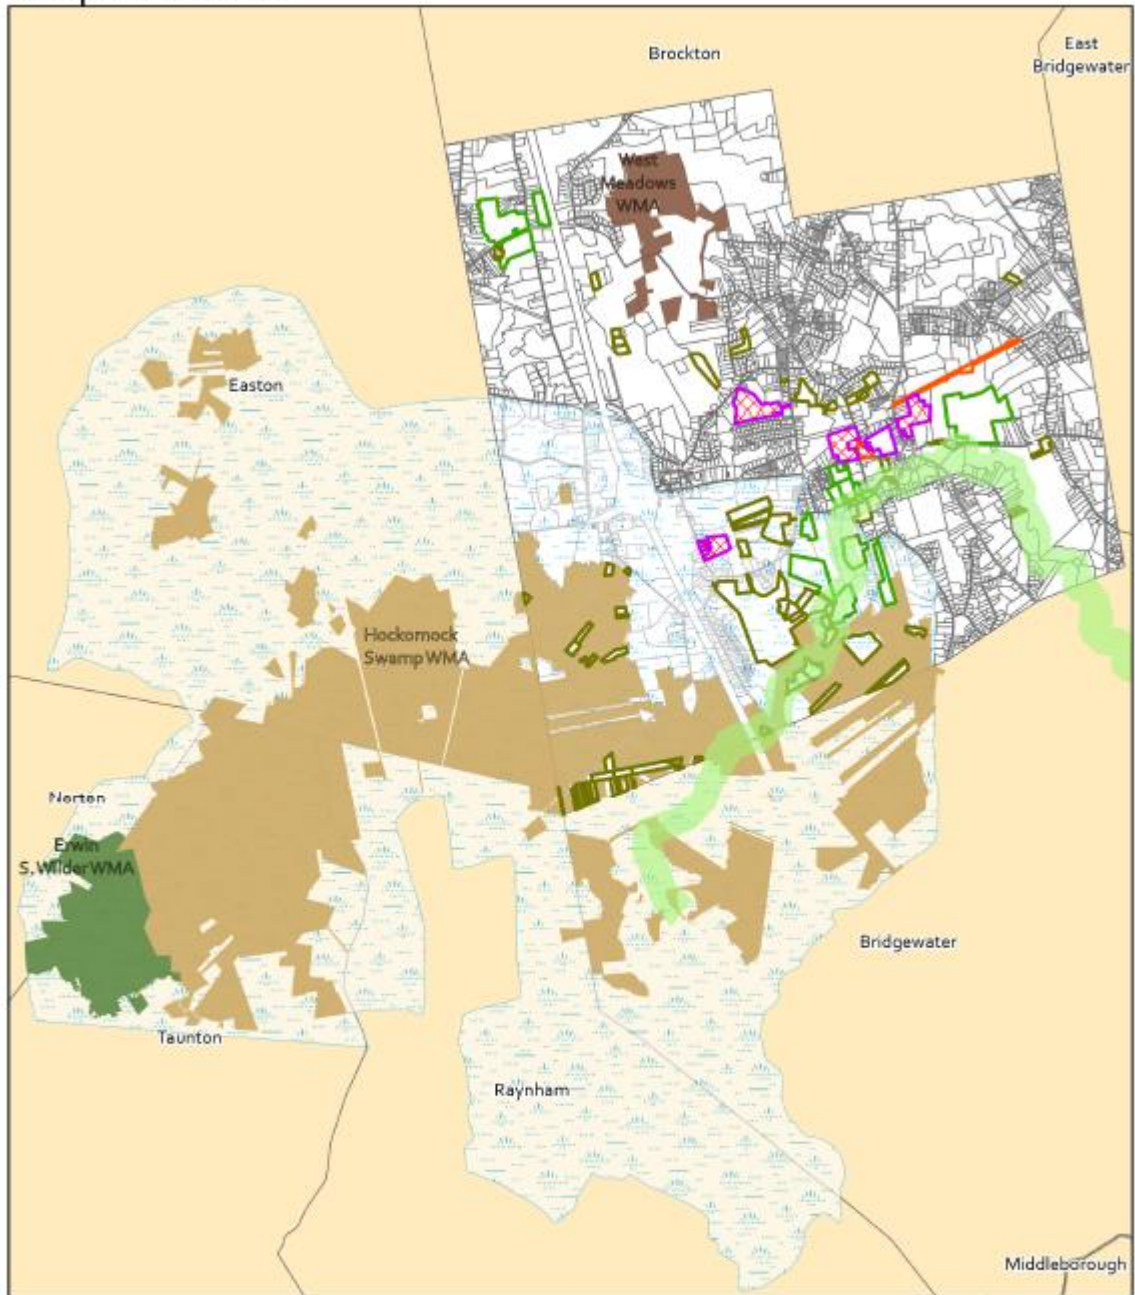 Brockton
East
Bridgewater
West
Meadows
WMA
Easton
Hockomock
Swamp WMA
Norton
Erwin
S. Wilder WMA
Bridgewater
Taunton
Raynham
Middleborough